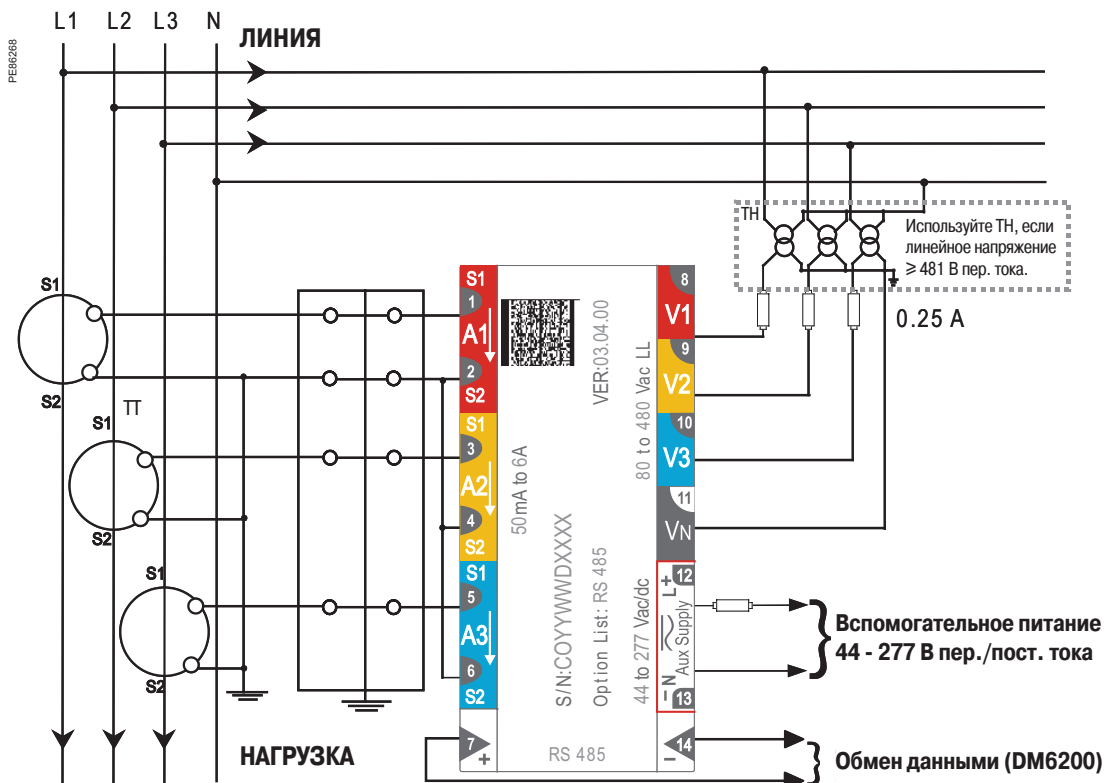 PE86268
L1 L2 L3 N
ЛИНИЯ
ТН
Используйте ТН, если
линейное напряжение
≥ 481 В пер. тока.
0.25 A
S1
S2
ТТ
S1
S2
S1
S2
НАГРУЗКА
S1
1
A1
2
S2
S1
3
A2
4
S2
S1
5
A3
6
S2
7
+
50mA to 6A
S/N:COYYWWDXXXX
VER:03.04.00
Option List: RS 485
80 to 480 Vac LL
44 to 277 Vac/dc
RS 485
8
V1
9
V2
10
V3
11
VN
L+ 12
Aux Supply
– N 13
14
–
Вспомогательное питание
44 - 277 В пер./пост. тока
Обмен данными (DM6200)